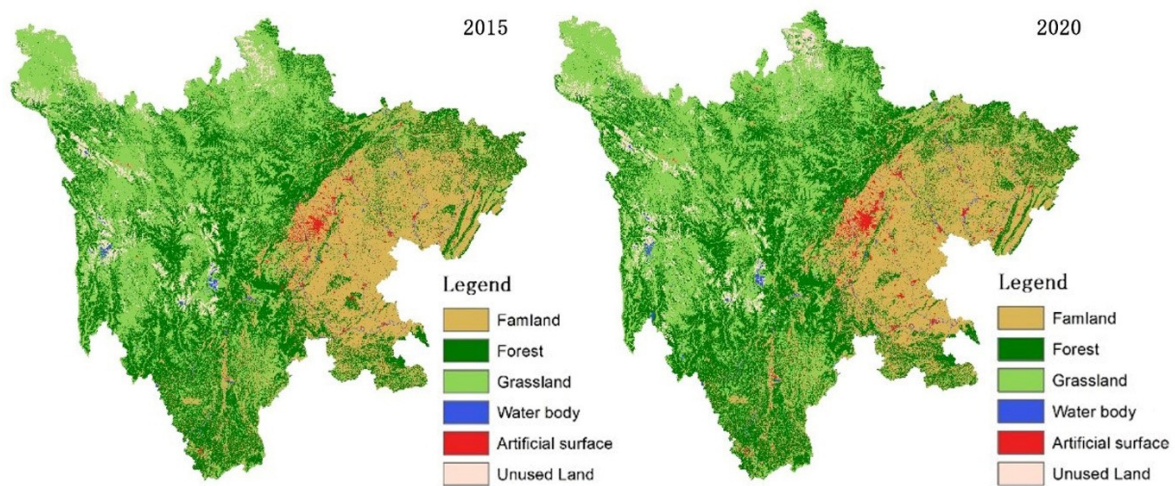 2015
Legend
Famland
Forest
Grassland
Water body
Artificial surface
Unused Land
2020
Legend
Famland
Forest
Grassland
Water body
Artificial surface
Unused Land